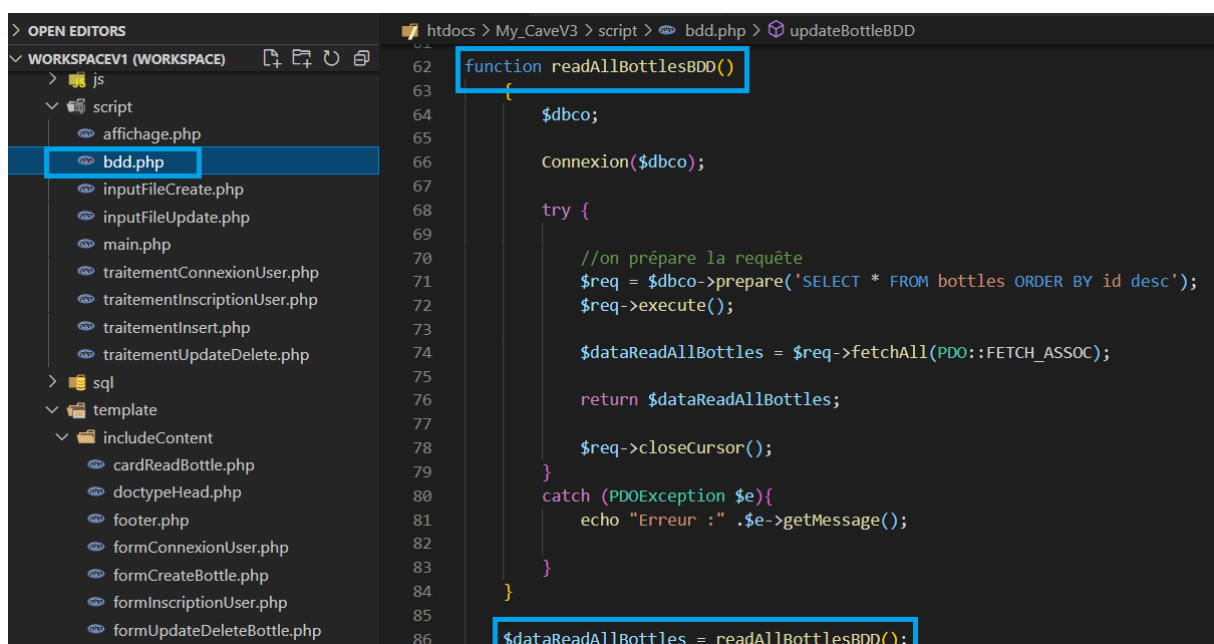 OPEN EDITORS
WORKSPACEV1 (WORKSPACE)
js
script
affichage.php
bdd.php
inputFileCreate.php
inputFileUpdate.php
main.php
traitementConnexionUser.php
traitementInscriptionUser.php
traitementInsert.php
traitementUpdateDelete.php
sql
template
includeContent
cardReadBottle.php
doctypeHead.php
footer.php
formConnexionUser.php
formCreateBottle.php
formInscriptionUser.php
formUpdateDeleteBottle.php
htdocs > My_CaveV3 > script > bdd.php > updateBottleBDD
61
62 function readAllBottlesBDD()
63 {
64 $dbco;
65
66 Connexion($dbco);
67
68 try {
69
70 //on prépare la requête
71 $req = $dbco->prepare('SELECT * FROM bottles ORDER BY id desc');
72 $req->execute();
73
74 $dataReadAllBottles = $req->fetchAll(PDO::FETCH_ASSOC);
75
76 return $dataReadAllBottles;
77
78 $req->closeCursor();
79 }
80 catch (PDOException $e){
81 echo "Erreur :" .$e->getMessage();
82
83 }
84 }
85
86 $dataReadAllBottles = readAllBottlesBDD();